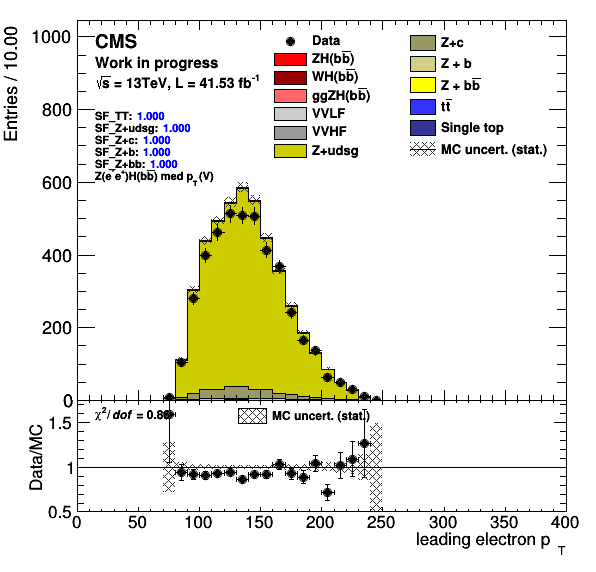 Entries / 10.00
1000
800
600
400
200
0
CMS
Work in progress
√s = 13TeV, L = 41.53 fb⁻¹
SF_TT: 1.000
SF_Z+udsg: 1.000
SF_Z+c: 1.000
SF_Z+b: 1.000
SF_Z+bb: 1.000
Z(e⁻e⁺)H(bb̅) med p_T(V)
Data
ZH(bb̅)
WH(bb̅)
ggZH(bb̅)
VVLF
VVHF
Z+udsg
Z+c
Z + b
Z + bb̅
tt̅
Single top
MC uncert. (stat.)
Data/MC
1.5
1
0.5
χ²/dof = 0.88
MC uncert. (stat.)
0 50 100 150 200 250 300 350 400
leading electron p_T